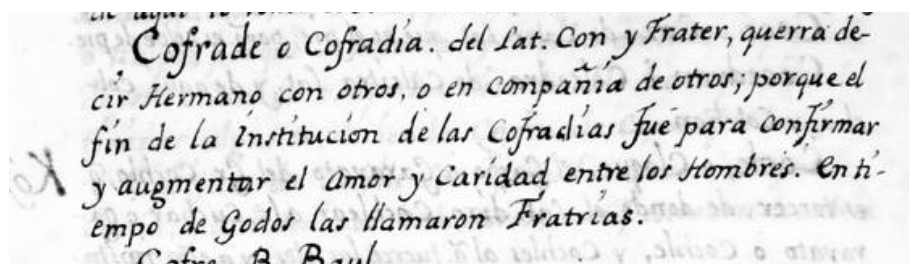 Cofrade o Cofradia. del Lat. Con y Frater, querra de-
cir Hermano con otros, o en compañia de otros; porque el
fin de la Institucion de las Cofradias fue para confirmar
y augmentar el amor y Caridad entre los Hombres. En ti-
empo de Godos las llamaron Fratrias.
Cofre. B. Baul